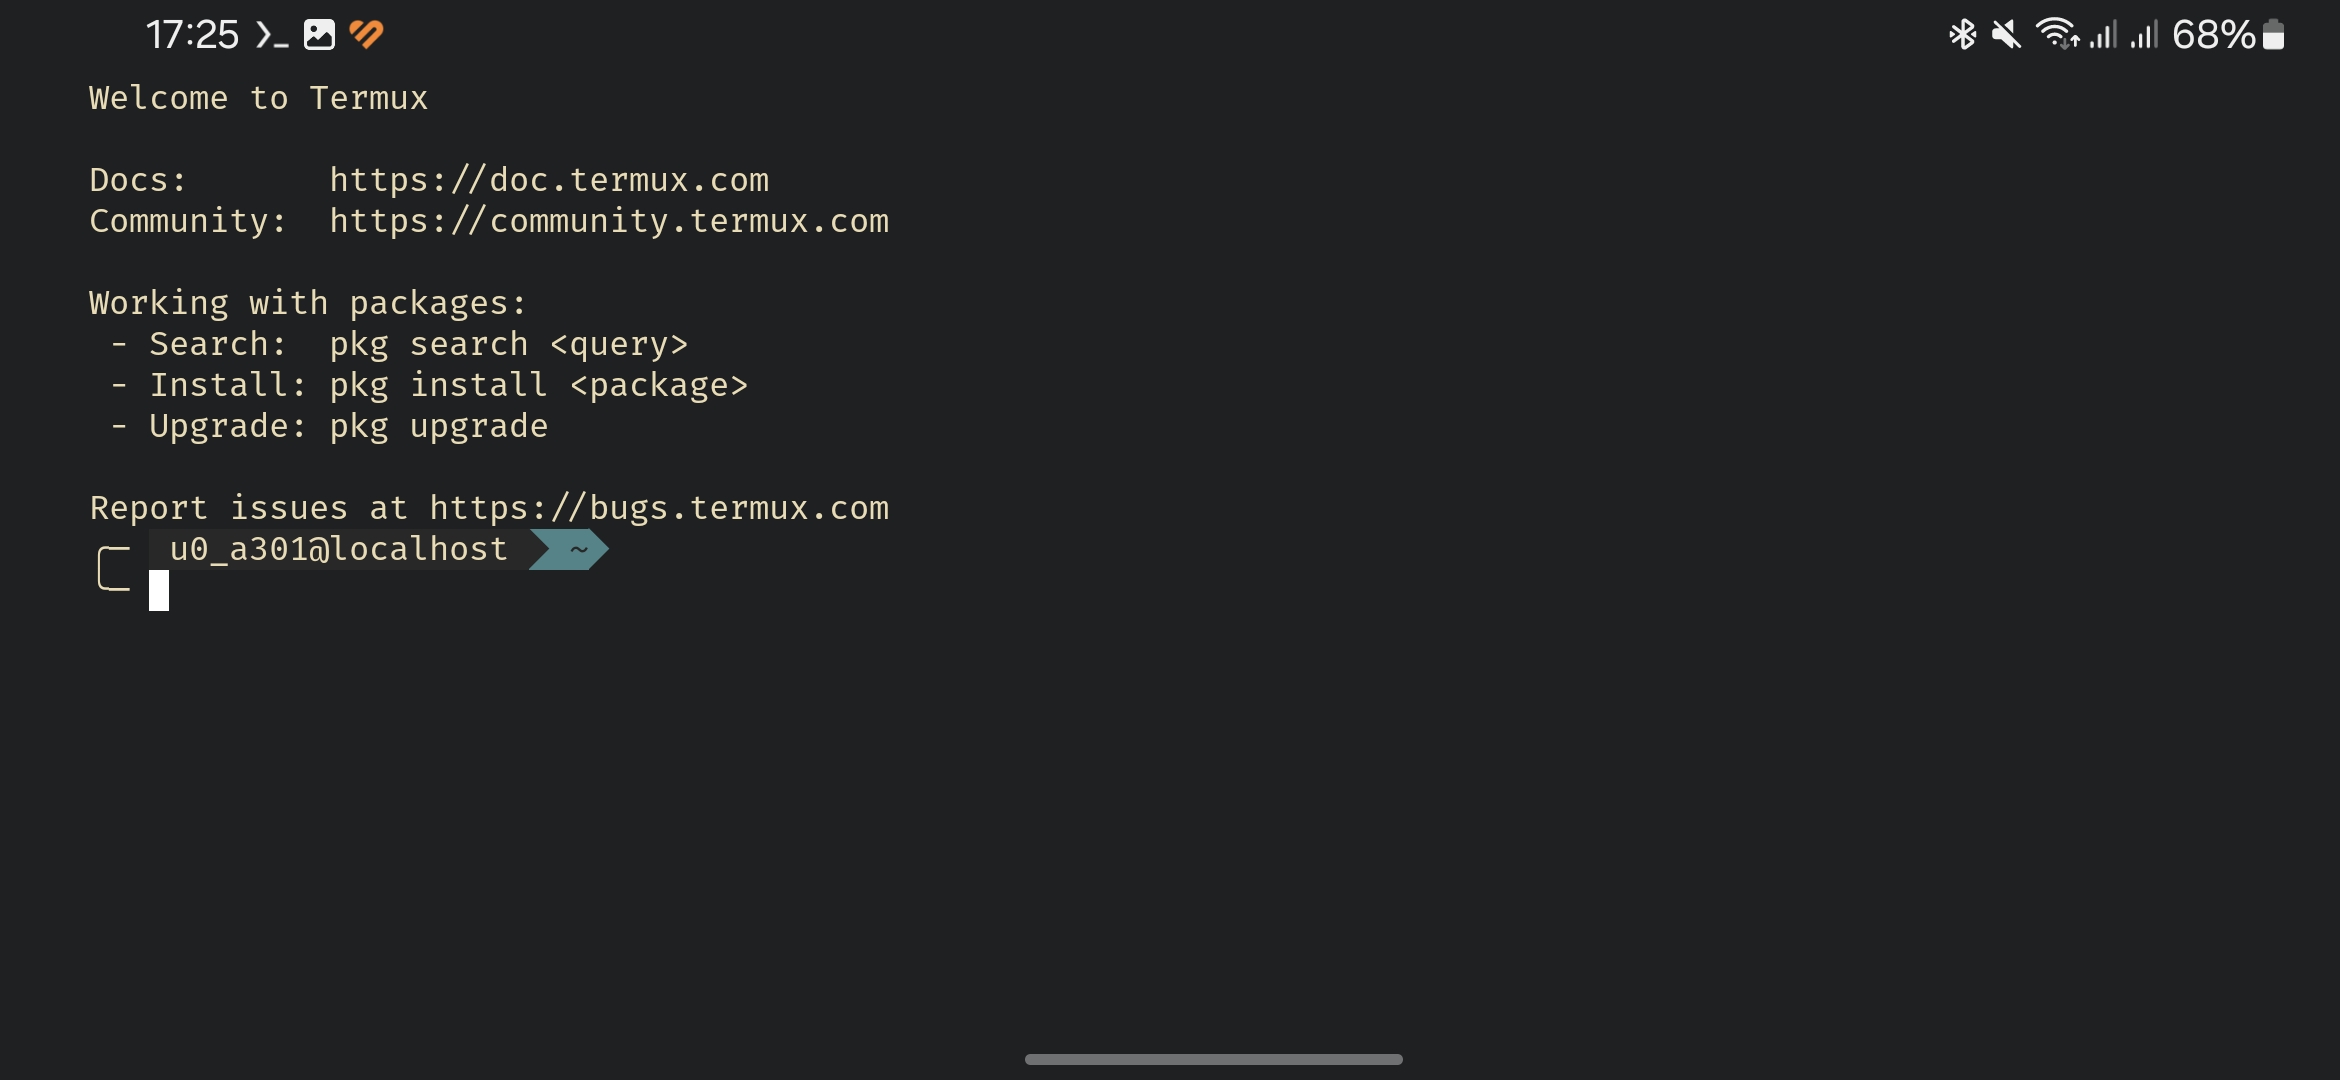 17:25 68%
Welcome to Termux
Docs: https://doc.termux.com
Community: https://community.termux.com
Working with packages:
- Search: pkg search <query>
- Install: pkg install <package>
- Upgrade: pkg upgrade
Report issues at https://bugs.termux.com
u0_a301@localhost ~